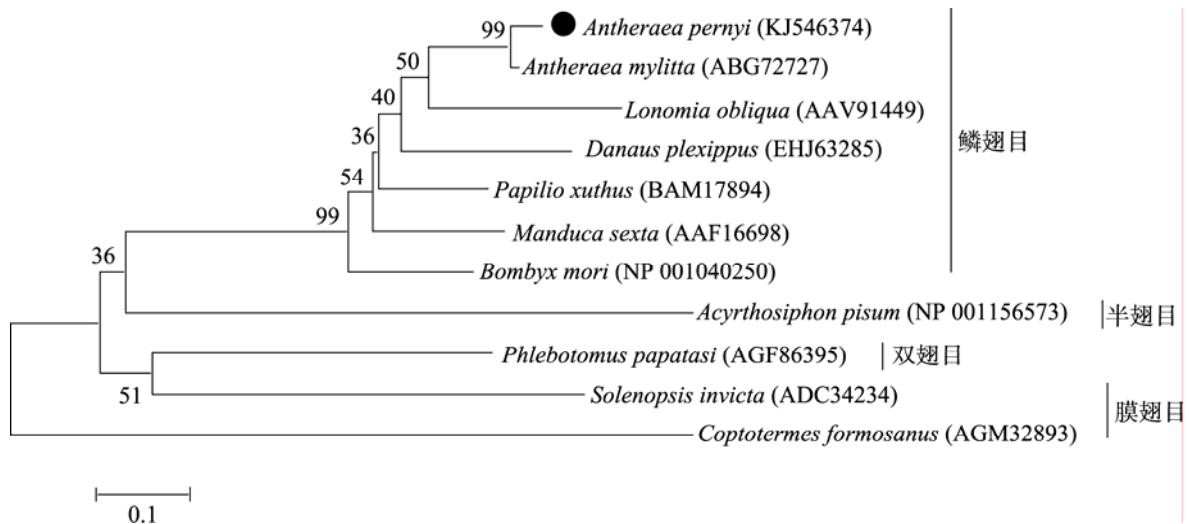 99
Antheraea pernyi (KJ546374)
Antheraea mylitta (ABG72727)
50
Lonomia obliqua (AAV91449)
40
Danaus plexippus (EHJ63285)
鳞翅目
36
Papilio xuthus (BAM17894)
54
Manduca sexta (AAF16698)
99
Bombyx mori (NP 001040250)
36
Acyrthosiphon pisum (NP 001156573)
半翅目
Phlebotomus papatasi (AGF86395)
双翅目
51
Solenopsis invicta (ADC34234)
膜翅目
Coptotermes formosanus (AGM32893)
0.1